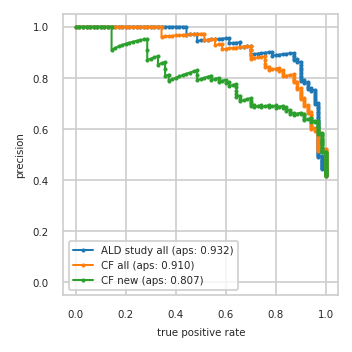 1.0
0.8
0.6
0.4
0.2
0.0
precision
ALD study all (aps: 0.932)
CF all (aps: 0.910)
CF new (aps: 0.807)
0.0 0.2 0.4 0.6 0.8 1.0
true positive rate